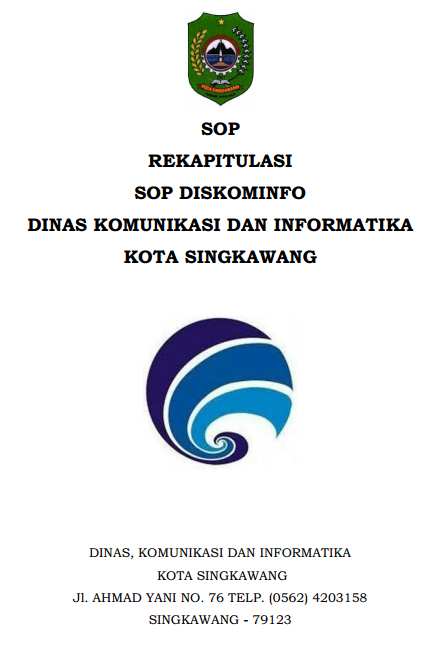 SOP
REKAPITULASI
SOP DISKOMINFO
DINAS KOMUNIKASI DAN INFORMATIKA
KOTA SINGKAWANG
DINAS, KOMUNIKASI DAN INFORMATIKA
KOTA SINGKAWANG
Jl. AHMAD YANI NO. 76 TELP. (0562) 4203158
SINGKAWANG - 79123